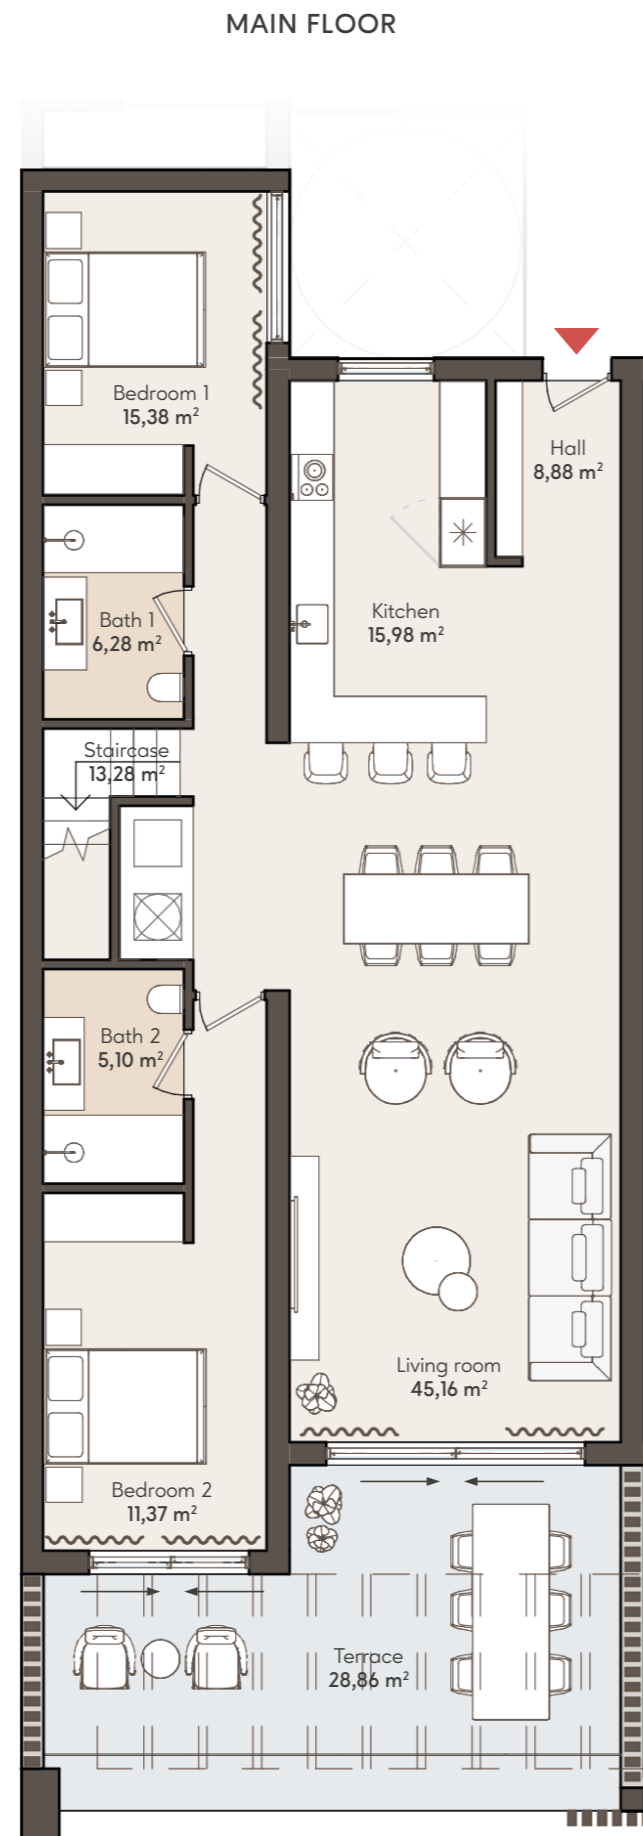 MAIN FLOOR
Bedroom 1
15,38 m²
Hall
8,88 m²
Bath 1
6,28 m²
Kitchen
15,98 m²
Staircase
13,28 m²
Bath 2
5,10 m²
Living room
45,16 m²
Bedroom 2
11,37 m²
Terrace
28,86 m²